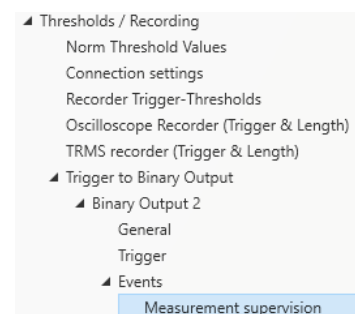 Thresholds / Recording
Norm Threshold Values
Connection settings
Recorder Trigger-Thresholds
Oscilloscope Recorder (Trigger & Length)
TRMS recorder (Trigger & Length)
Trigger to Binary Output
Binary Output 2
General
Trigger
Events
Measurement supervision